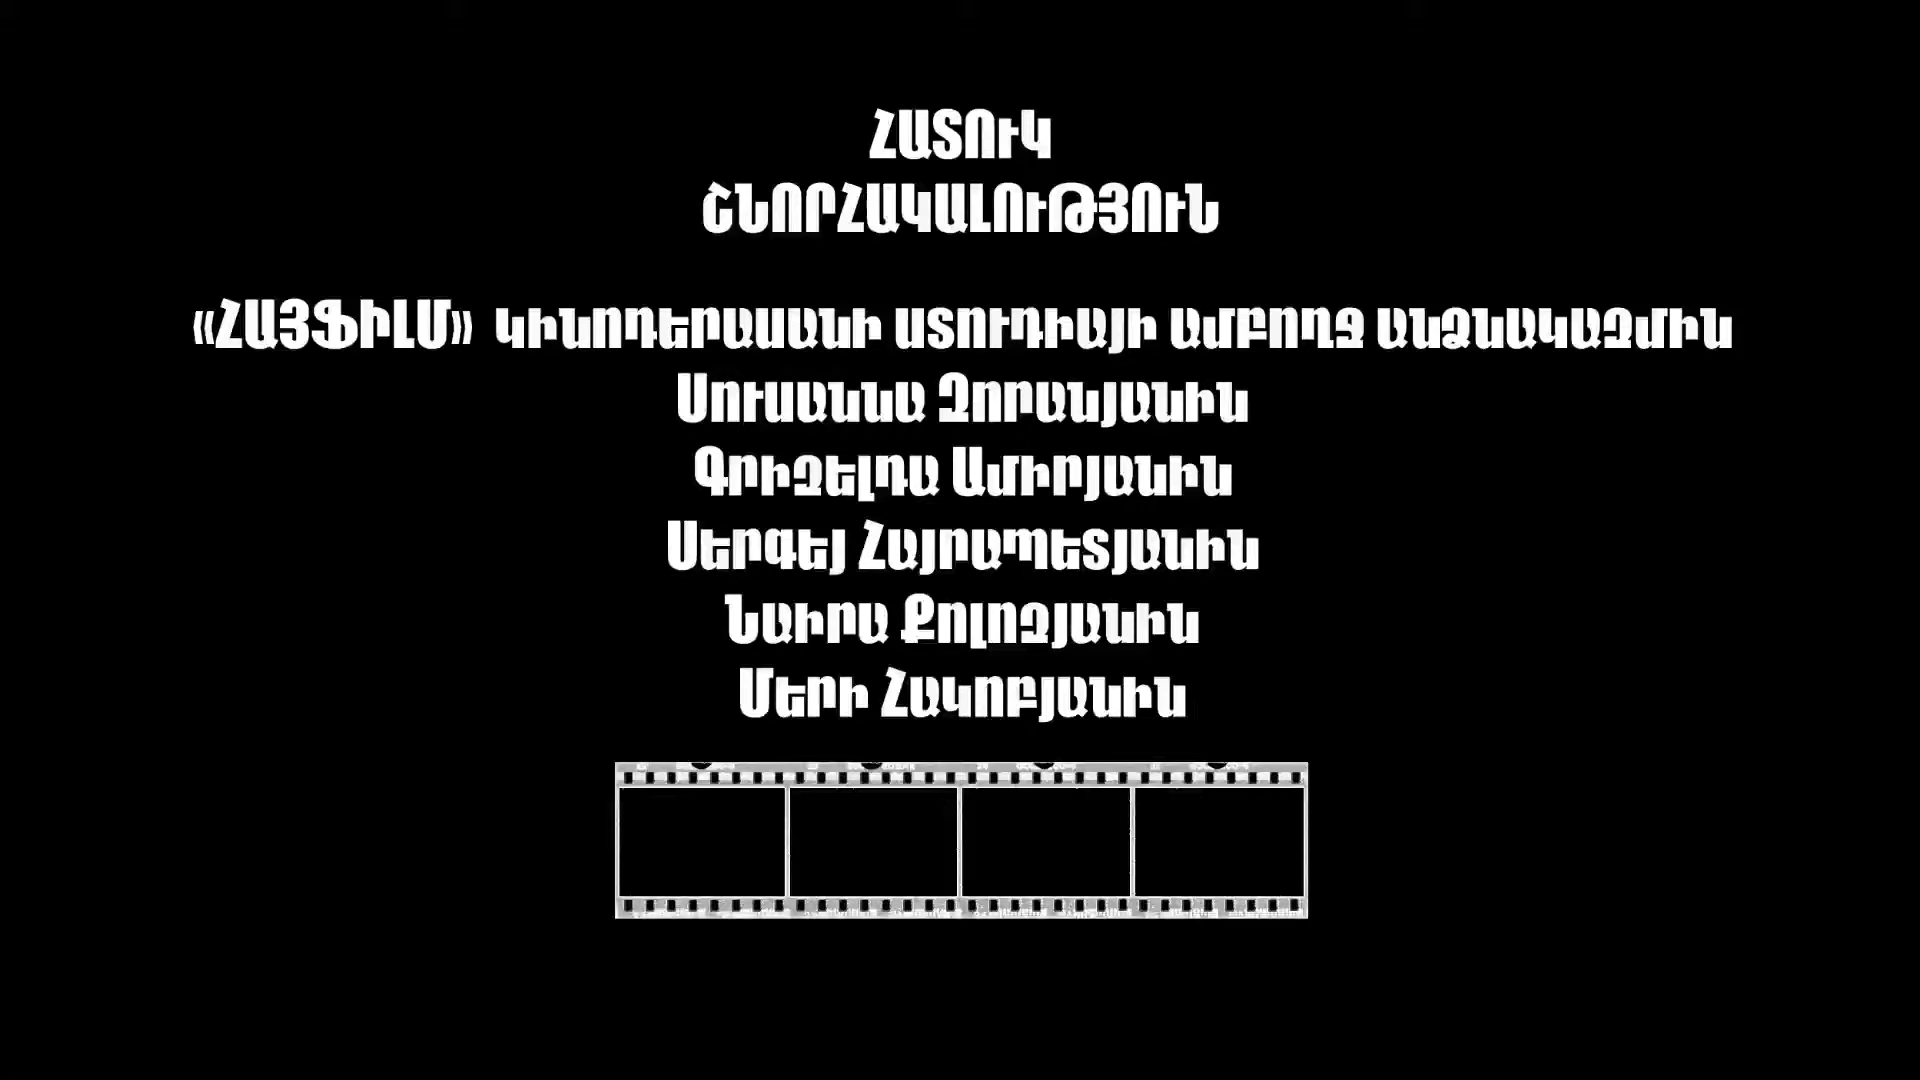 ՀԱՏՈՒԿ
ՇՆՈՐՀԱԿԱԼՈՒԹՅՈՒՆ
«ՀԱՅՖԻԼՄ» կինոդերասանի ստուդիայի ամբողջ անձնակազմին
Սուսաննա Զորանյանին
Գրիզելդա Ամիրյանին
Սերգեյ Հայրապետյանին
Նաիրա Քոլոզյանին
Մերի Հակոբյանին